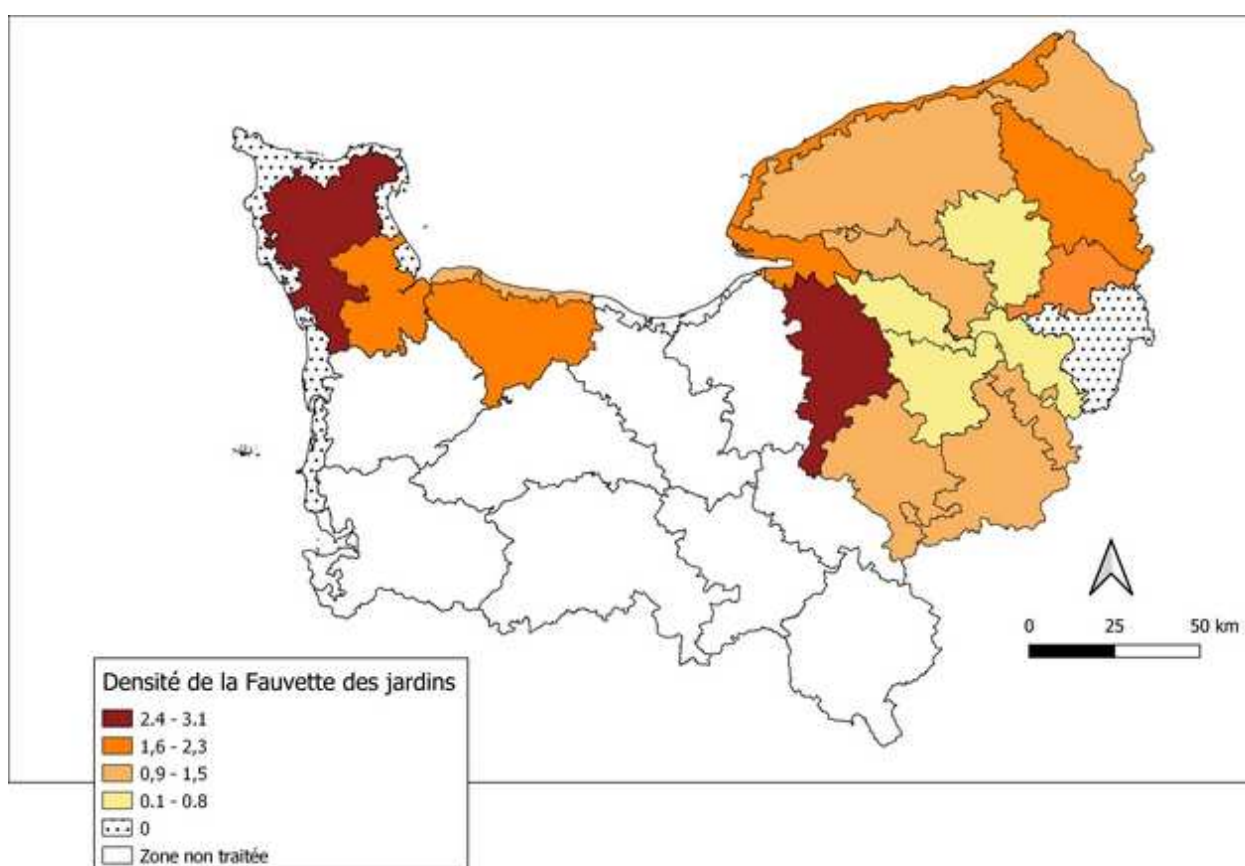 0 25 50 km
Densité de la Fauvette des jardins
2.4 - 3.1
1,6 - 2,3
0,9 - 1,5
0.1 - 0.8
0
Zone non traitée